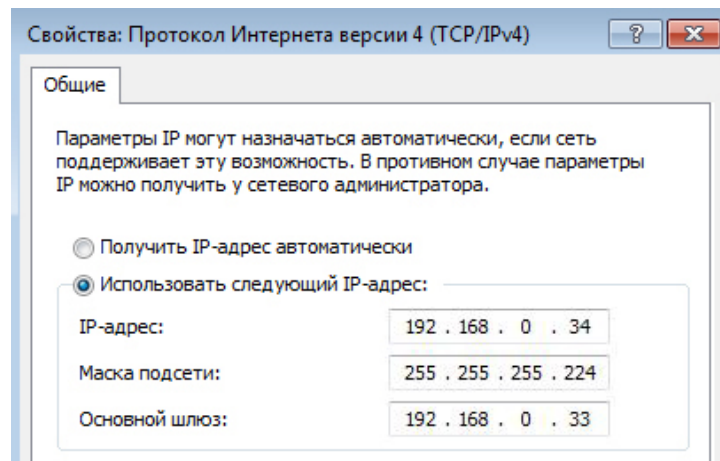 Свойства: Протокол Интернета версии 4 (TCP/IPv4)
?
Общие
Параметры IP могут назначаться автоматически, если сеть
поддерживает эту возможность. В противном случае параметры
IP можно получить у сетевого администратора.
Получить IP-адрес автоматически
Использовать следующий IP-адрес:
IP-адрес: 192 . 168 . 0 . 34
Маска подсети: 255 . 255 . 255 . 224
Основной шлюз: 192 . 168 . 0 . 33